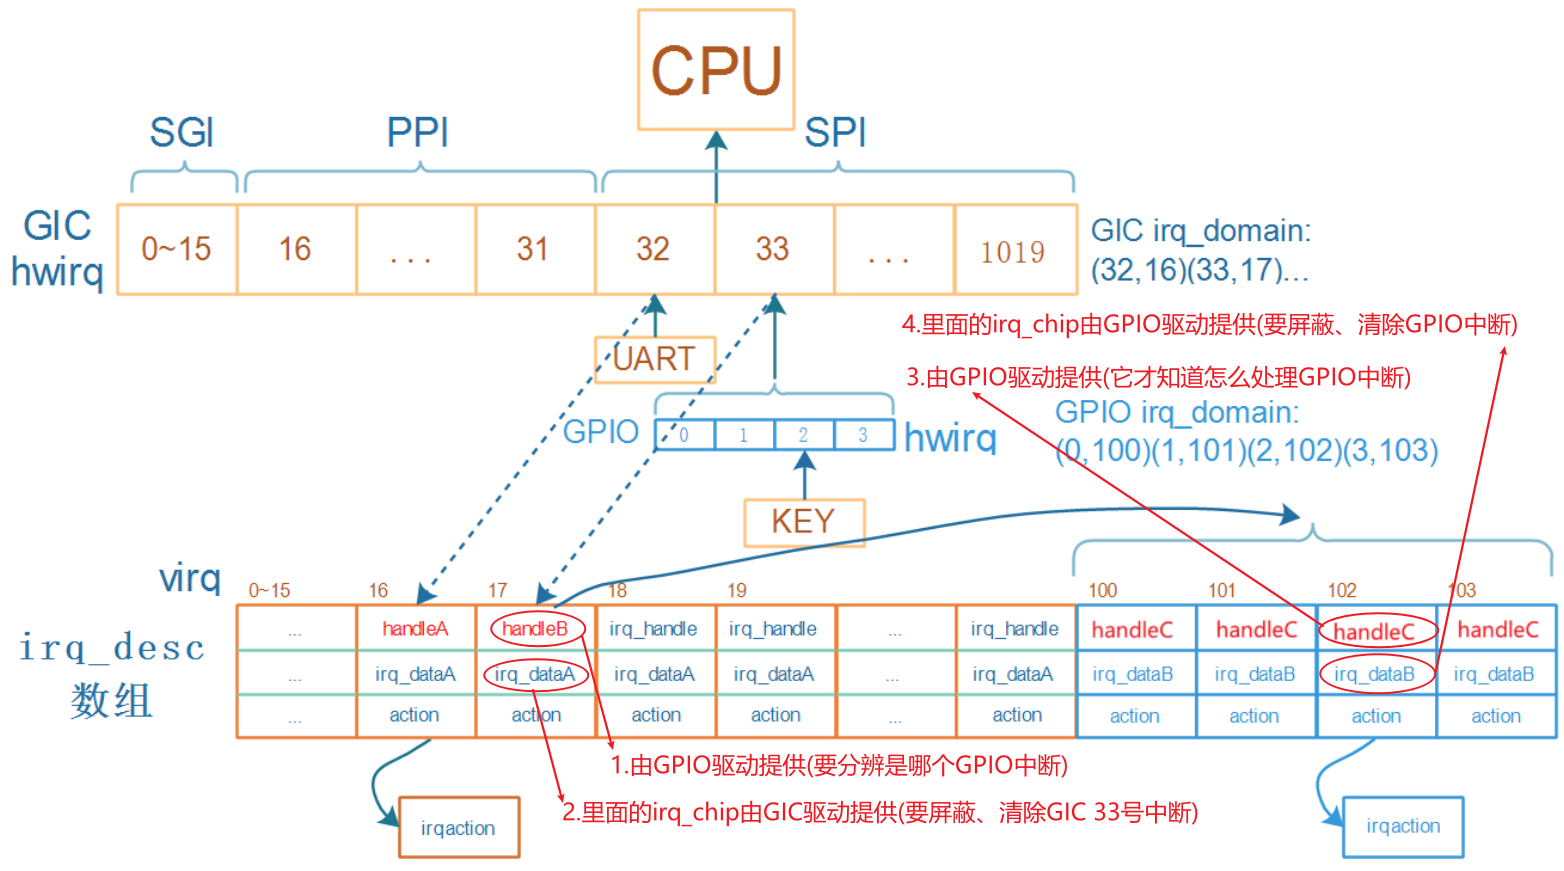 CPU
SGI PPI SPI
GIC hwirq
0~15 16 ... 31 32 33 ... 1019
GIC irq_domain:
(32,16)(33,17)...
4.里面的irq_chip由GPIO驱动提供(要屏蔽、清除GPIO中断)
UART
3.由GPIO驱动提供(它才知道怎么处理GPIO中断)
GPIO 0 1 2 3 hwirq
GPIO irq_domain:
(0,100)(1,101)(2,102)(3,103)
KEY
virq 0~15 16 17 18 19 100 101 102 103
irq_desc
数组
... handleA handleB irq_handle irq_handle ... irq_handle handleC handleC handleC handleC
... irq_dataA irq_dataA irq_dataA irq_dataA ... irq_dataA irq_dataB irq_dataB irq_dataB irq_dataB
... action action action action ... action action action action action
1.由GPIO驱动提供(要分辨是哪个GPIO中断)
2.里面的irq_chip由GIC驱动提供(要屏蔽、清除GIC 33号中断)
irqaction
irqaction